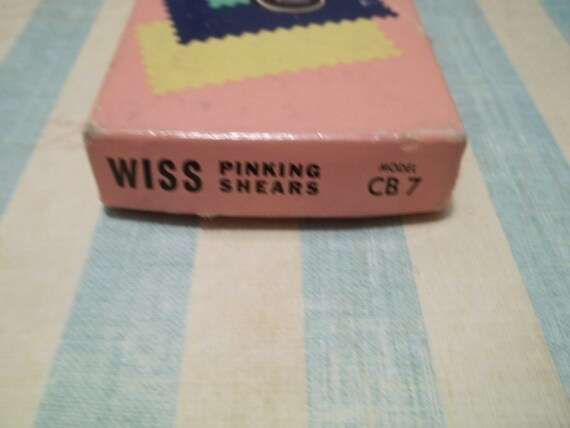 WISS PINKING SHEARS
MODEL CB 7